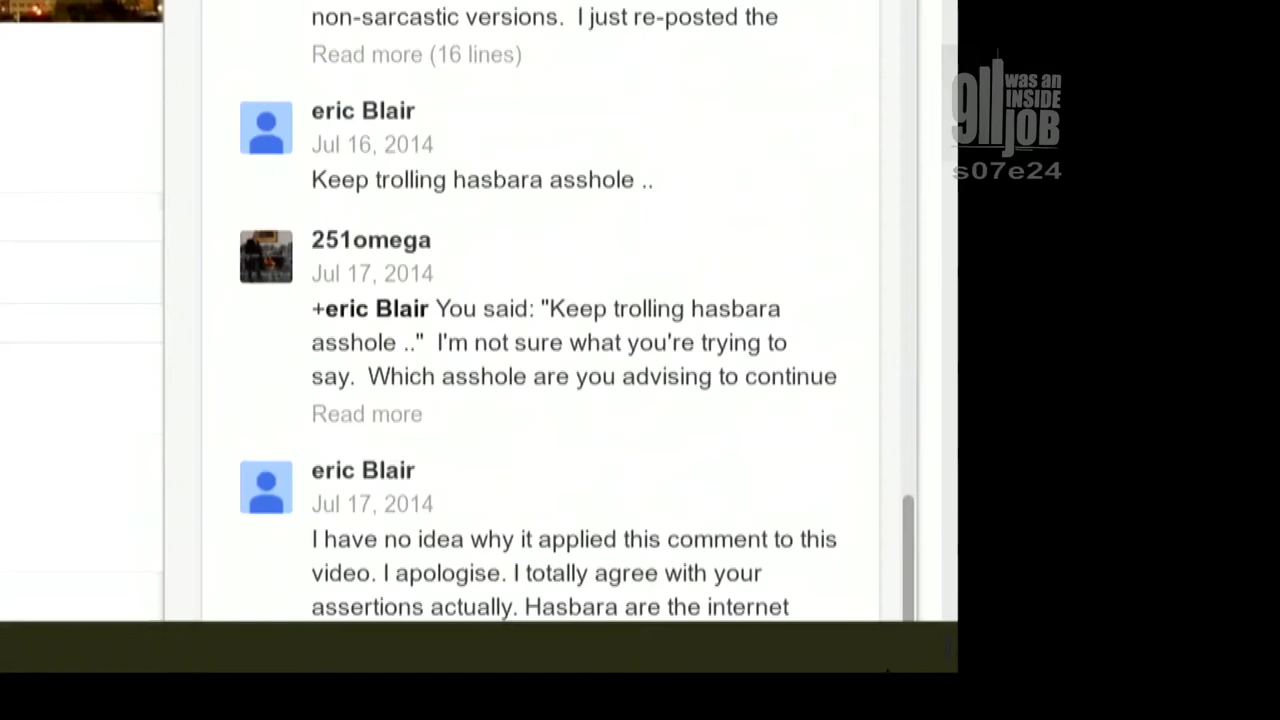 non-sarcastic versions.  I just re-posted the
Read more (16 lines)
eric Blair
Jul 16, 2014
Keep trolling hasbara asshole ..
251omega
Jul 17, 2014
+eric Blair You said: "Keep trolling hasbara
asshole .."  I'm not sure what you're trying to
say.  Which asshole are you advising to continue
Read more
eric Blair
Jul 17, 2014
I have no idea why it applied this comment to this
video. I apologise. I totally agree with your
assertions actually. Hasbara are the internet
911 was an
INSIDE
JOB
s07e24